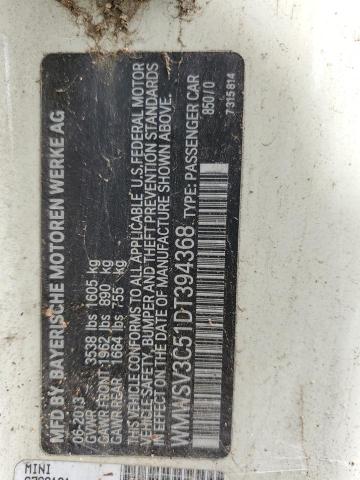 MFD BY BAYERISCHE MOTOREN WERKE AG
06-2013
GVWR 3538 lbs 1605 kg
GAWR FRONT 1962 lbs 890 kg
GAWR REAR 1664 lbs 755 kg
THIS VEHICLE CONFORMS TO ALL APPLICABLE U.S.FEDERAL MOTOR
VEHICLE SAFETY, BUMPER AND THEFT PREVENTION STANDARDS
IN EFFECT ON THE DATE OF MANUFACTURE SHOWN ABOVE.
WMWSV3C51DT394368 TYPE: PASSENGER CAR
850/0
7315814
MINI